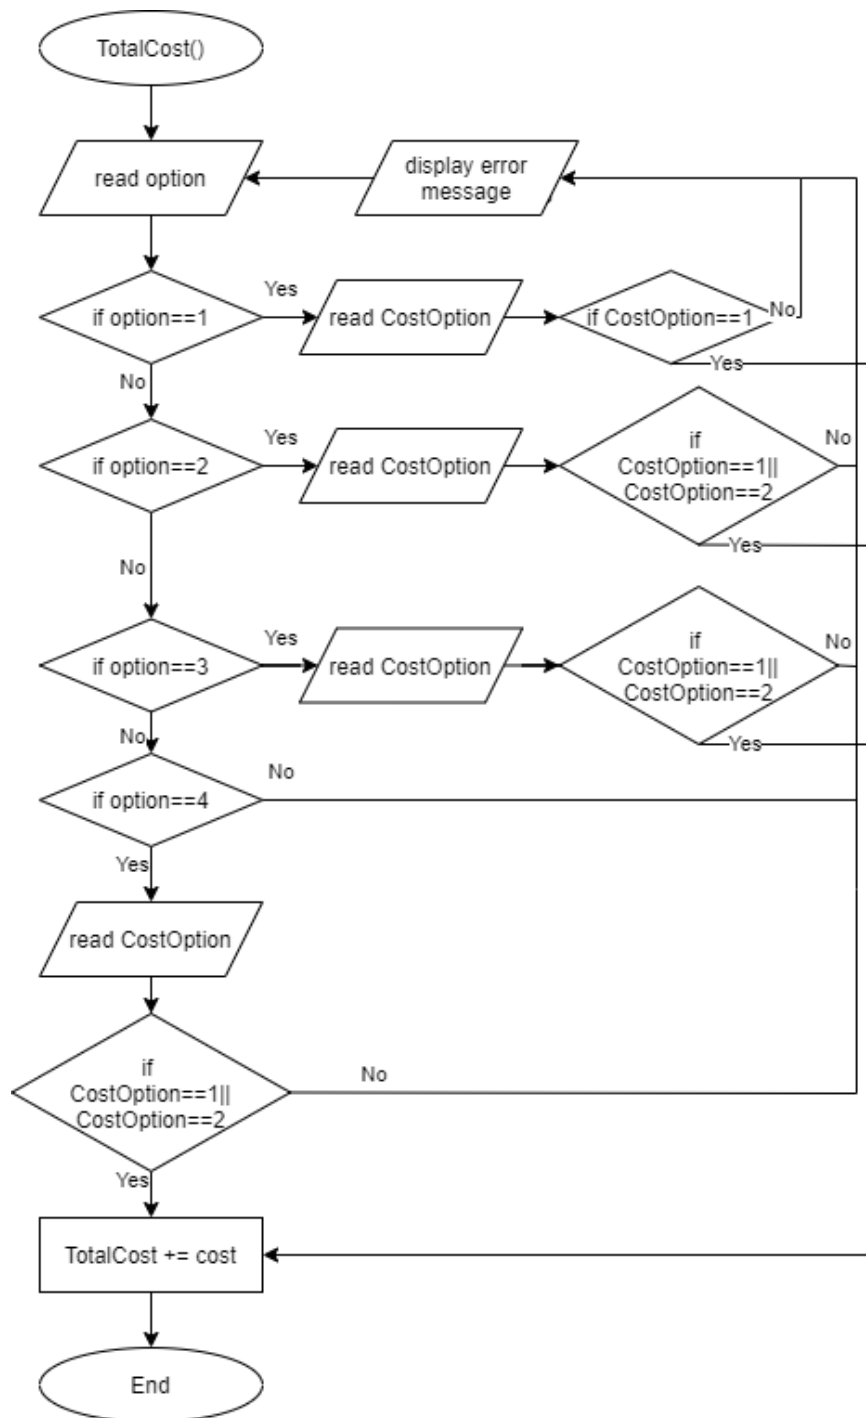 TotalCost()
read option
display error
message
if option==1
Yes
read CostOption
if CostOption==1
No
Yes
No
if option==2
Yes
read CostOption
if
CostOption==1||
CostOption==2
No
Yes
No
if option==3
Yes
read CostOption
if
CostOption==1||
CostOption==2
No
Yes
No
if option==4
No
Yes
read CostOption
if
CostOption==1||
CostOption==2
No
Yes
TotalCost += cost
End